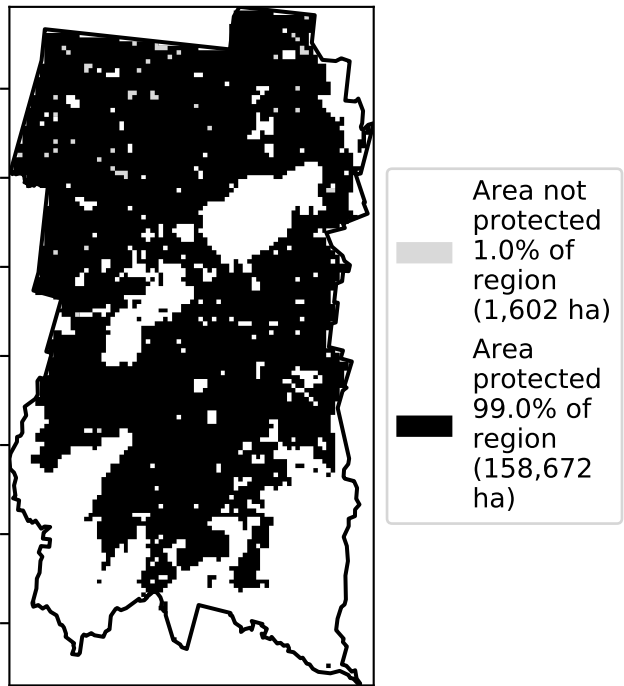 Area not
protected
1.0% of
region
(1,602 ha)
Area
protected
99.0% of
region
(158,672
ha)